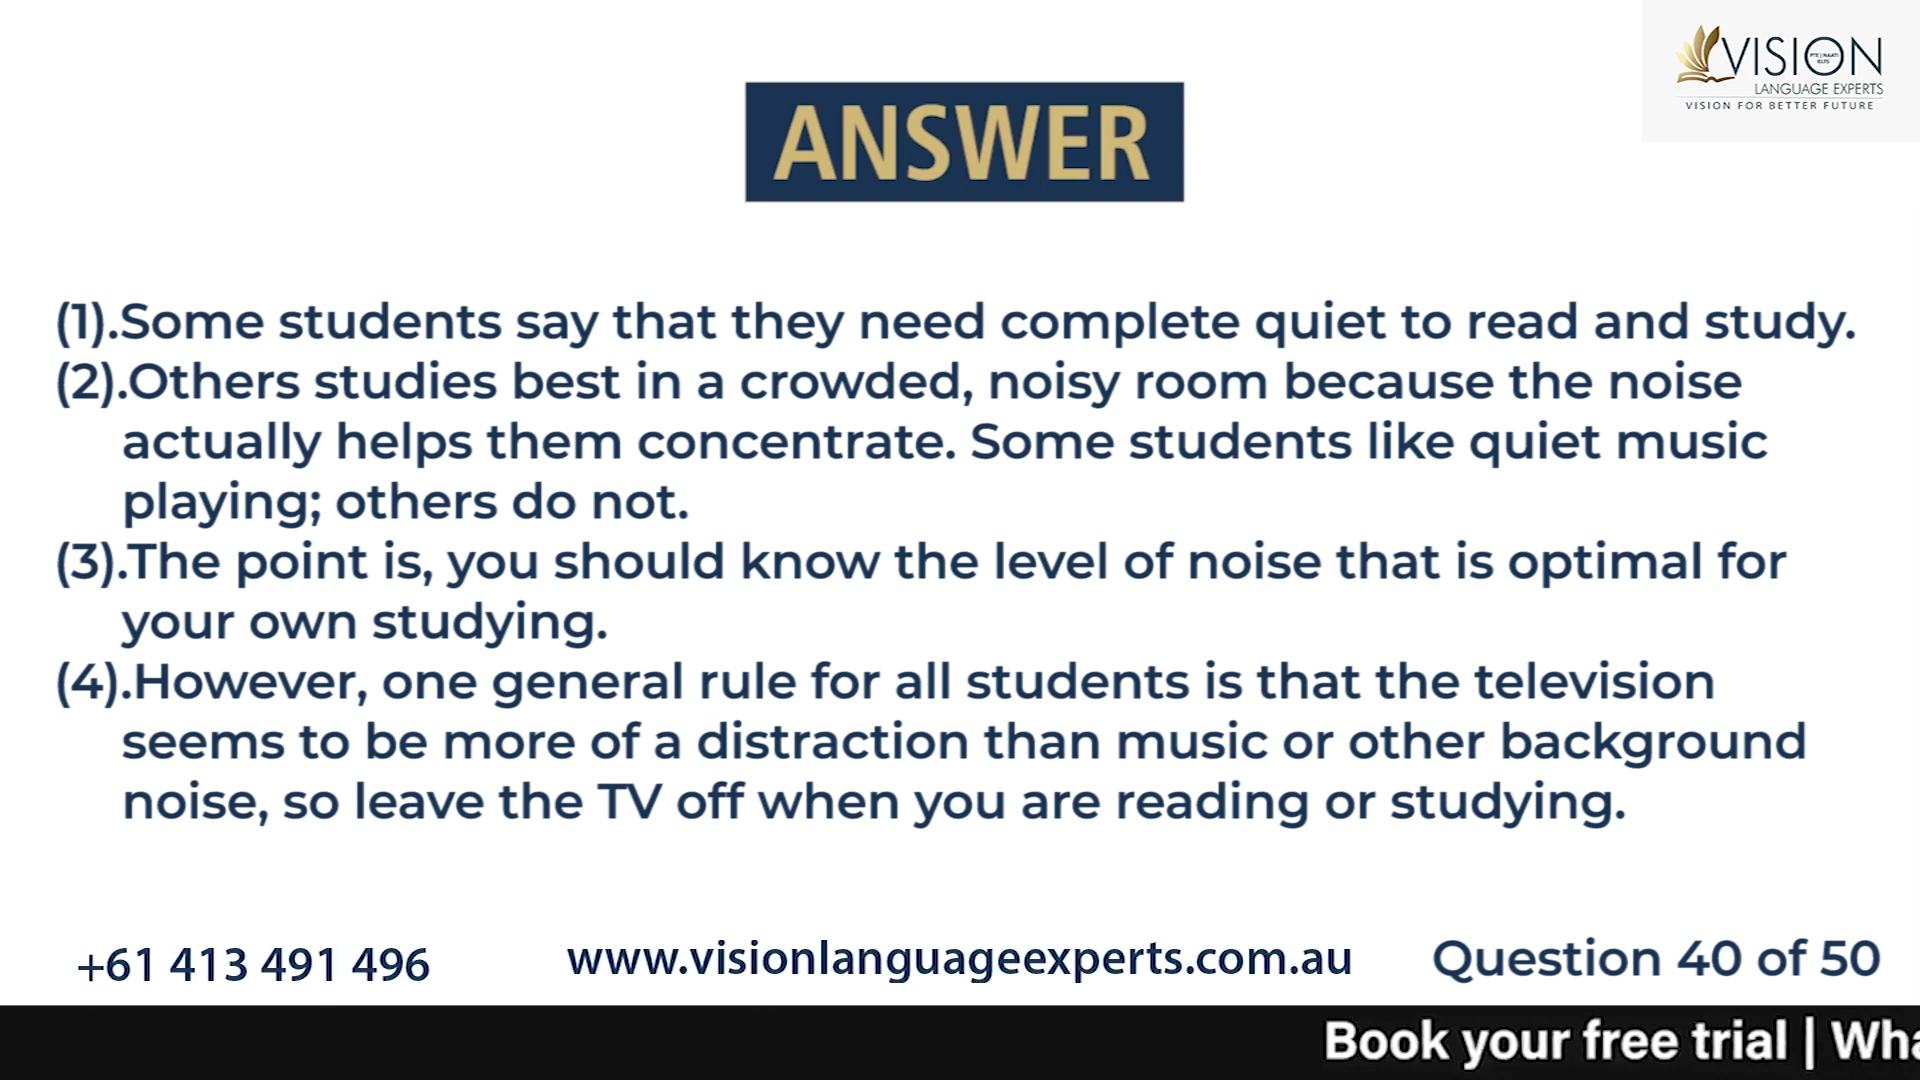 VISION
LANGUAGE EXPERTS
VISION FOR BETTER FUTURE
ANSWER
(1).Some students say that they need complete quiet to read and study.
(2).Others studies best in a crowded, noisy room because the noise
actually helps them concentrate. Some students like quiet music
playing; others do not.
(3).The point is, you should know the level of noise that is optimal for
your own studying.
(4).However, one general rule for all students is that the television
seems to be more of a distraction than music or other background
noise, so leave the TV off when you are reading or studying.
+61 413 491 496
www.visionlanguageexperts.com.au
Question 40 of 50
Book your free trial | Wha